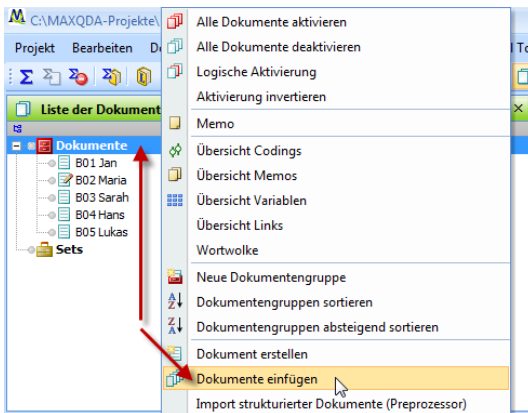 C:\MAXQDA-Projekte\
Projekt Bearbeiten
Liste der Dokument
Dokumente
B01 Jan
B02 Maria
B03 Sarah
B04 Hans
B05 Lukas
Sets
Alle Dokumente aktivieren
Alle Dokumente deaktivieren
Logische Aktivierung
Aktivierung invertieren
Memo
Übersicht Codings
Übersicht Memos
Übersicht Variablen
Übersicht Links
Wortwolke
Neue Dokumentengruppe
Dokumentengruppen sortieren
Dokumentengruppen absteigend sortieren
Dokument erstellen
Dokumente einfügen
Import strukturierter Dokumente (Preprozessor)